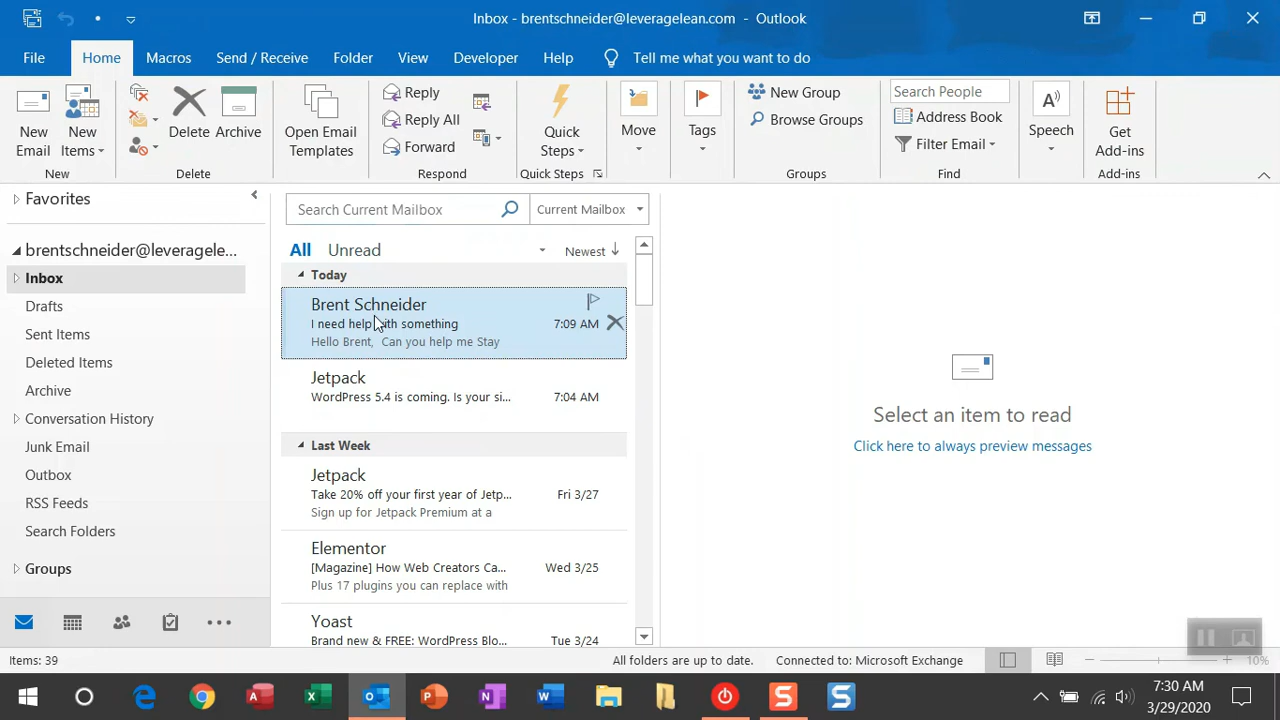 Inbox - brentschneider@leveragelean.com - Outlook
File Home Macros Send / Receive Folder View Developer Help Tell me what you want to do
New Email
New Items
Delete
Archive
Open Email Templates
Reply
Reply All
Forward
Quick Steps
Move
Tags
New Group
Browse Groups
Search People
Address Book
Filter Email
Speech
Get Add-ins
New Delete Respond Quick Steps Groups Find Add-ins
Favorites
brentschneider@leveragele...
Inbox
Drafts
Sent Items
Deleted Items
Archive
Conversation History
Junk Email
Outbox
RSS Feeds
Search Folders
Groups
Search Current Mailbox Current Mailbox
All Unread Newest
Today
Brent Schneider
I need help with something 7:09 AM
Hello Brent, Can you help me Stay
Jetpack
WordPress 5.4 is coming. Is your si... 7:04 AM
Last Week
Jetpack
Take 20% off your first year of Jetp... Fri 3/27
Sign up for Jetpack Premium at a
Elementor
[Magazine] How Web Creators Ca... Wed 3/25
Plus 17 plugins you can replace with
Yoast
Brand new & FREE: WordPress Blo... Tue 3/24
Select an item to read
Click here to always preview messages
Items: 39 All folders are up to date. Connected to: Microsoft Exchange 10%
7:30 AM
3/29/2020